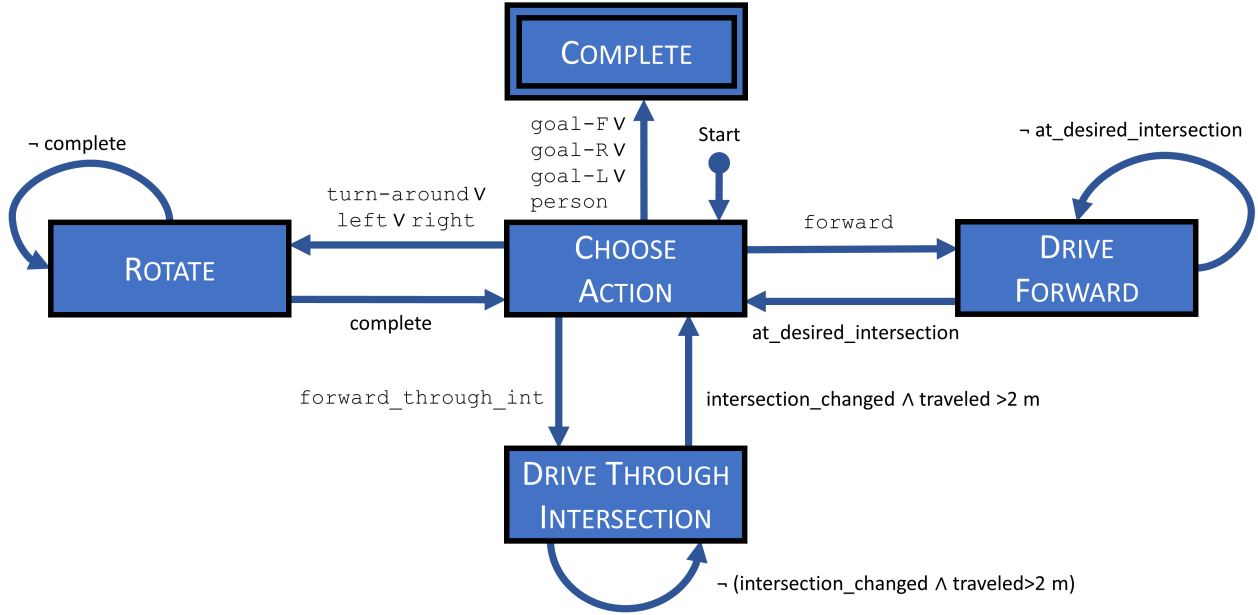 COMPLETE
goal-F ∨
goal-R ∨
goal-L ∨
person
Start
¬ complete
¬ at_desired_intersection
turn-around ∨
left ∨ right
forward
ROTATE
CHOOSE
ACTION
DRIVE
FORWARD
complete
at_desired_intersection
forward_through_int
intersection_changed ∧ traveled >2 m
DRIVE THROUGH
INTERSECTION
¬ (intersection_changed ∧ traveled>2 m)